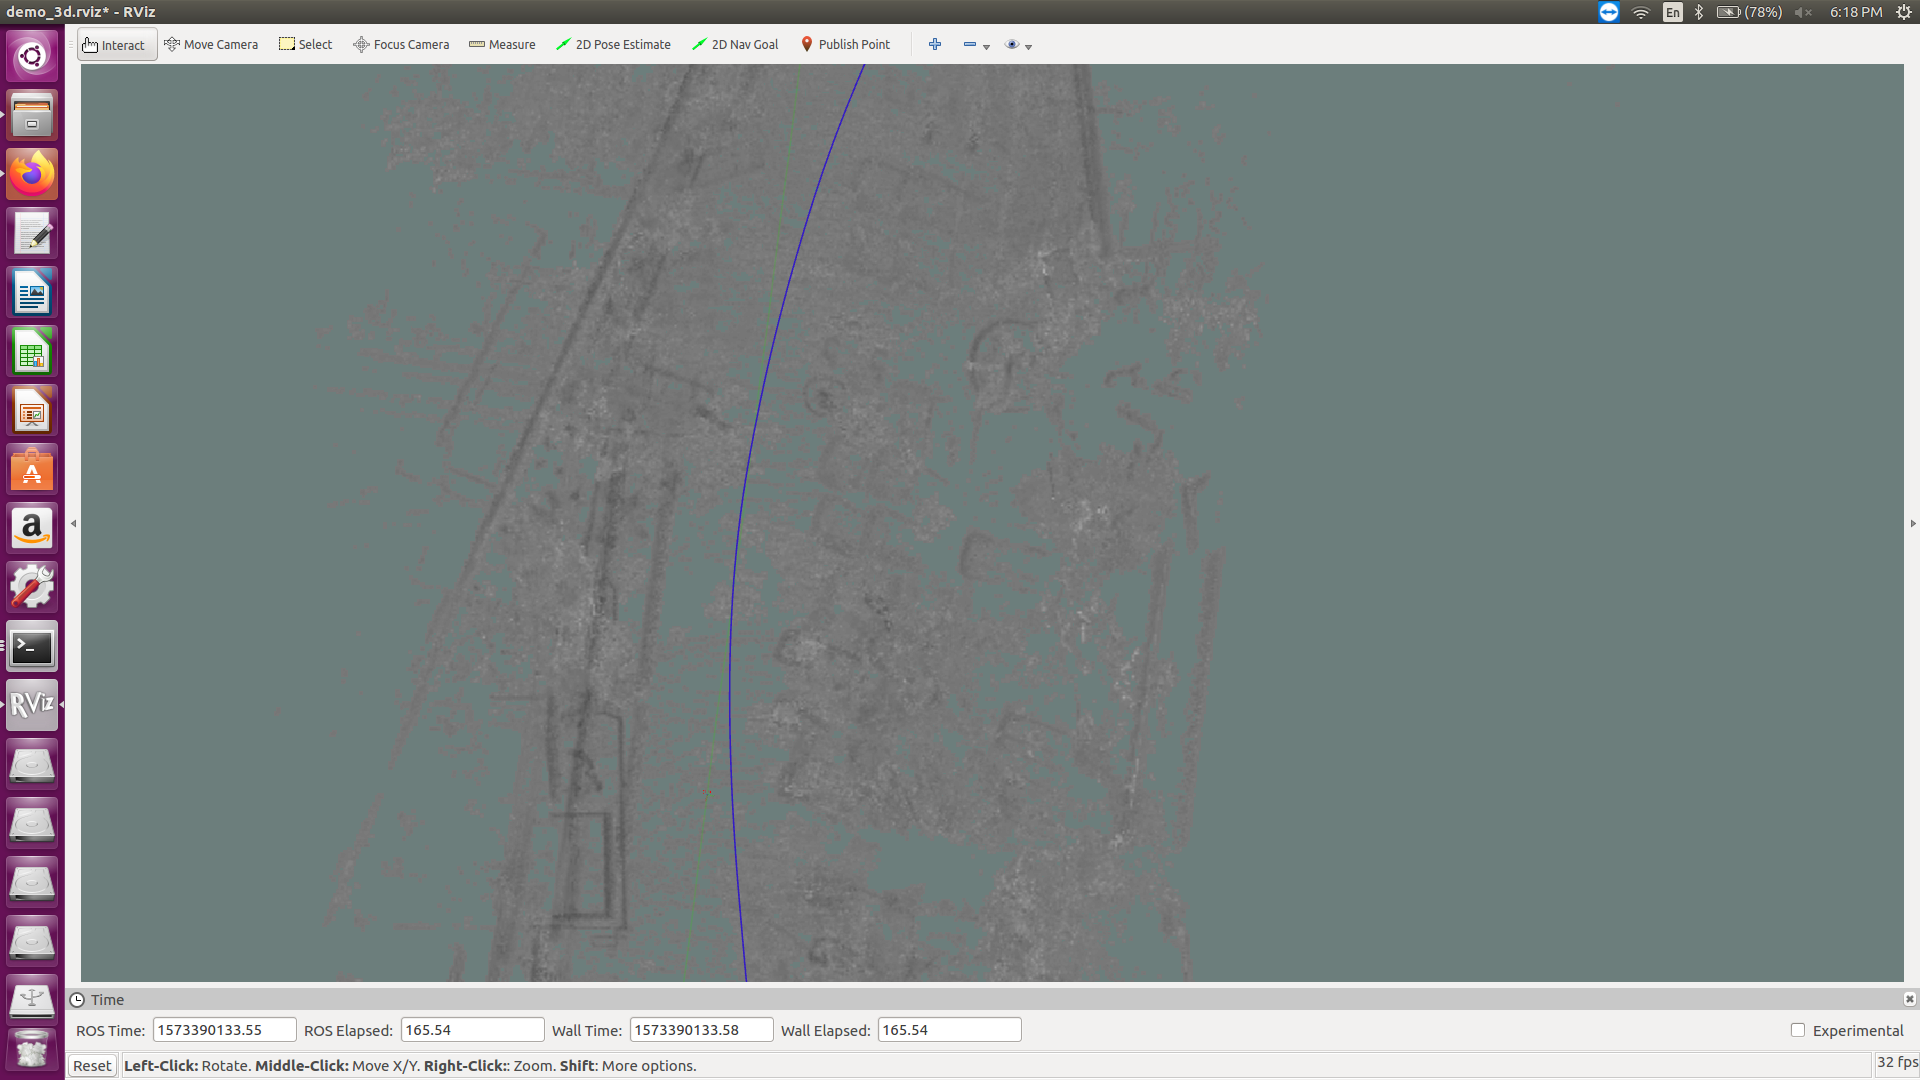 demo_3d.rviz* - RViz
En
(78%)
6:18 PM
Interact
Move Camera
Select
Focus Camera
Measure
2D Pose Estimate
2D Nav Goal
Publish Point
A
a
>_
RViz
Time
ROS Time: 1573390133.55
ROS Elapsed: 165.54
Wall Time: 1573390133.58
Wall Elapsed: 165.54
Experimental
Reset
Left-Click: Rotate. Middle-Click: Move X/Y. Right-Click:: Zoom. Shift: More options.
32 fps